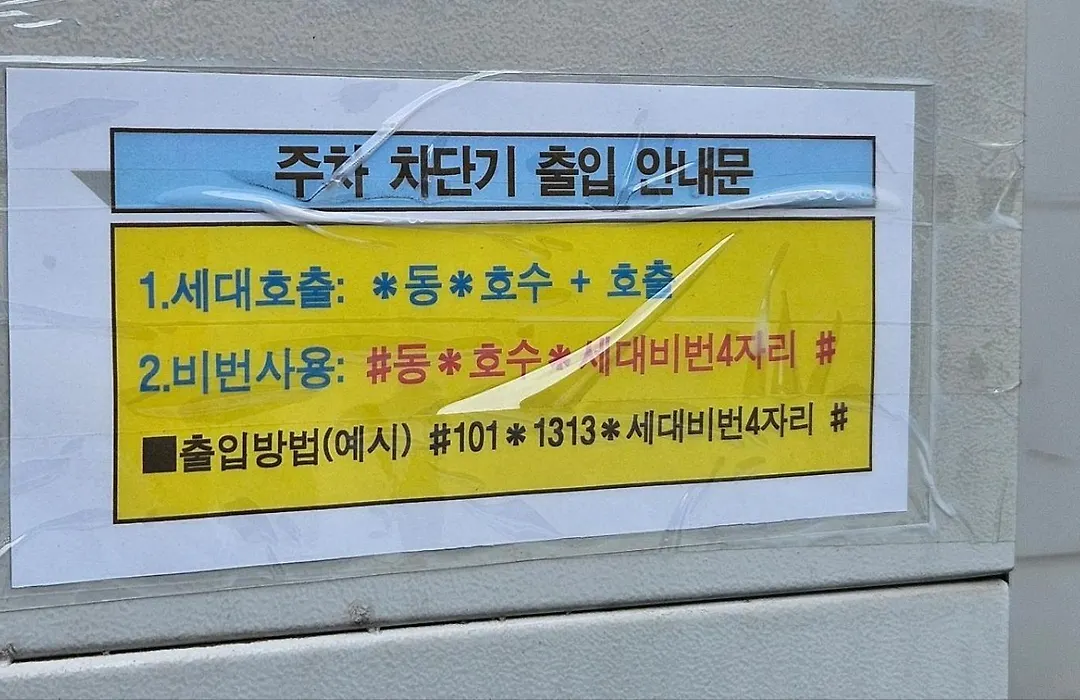 주차 차단기 출입 안내문
1.세대호출: *동*호수 + 호출
2.비번사용: #동*호수*세대비번4자리 #
■출입방법(예시) #101*1313*세대비번4자리 #